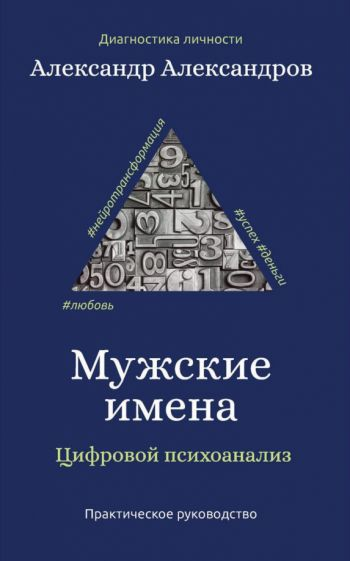 Диагностика личности
Александр Александров
#нейротрансформация
#успех #деньги
#любовь
Мужские
имена
Цифровой психоанализ
Практическое руководство